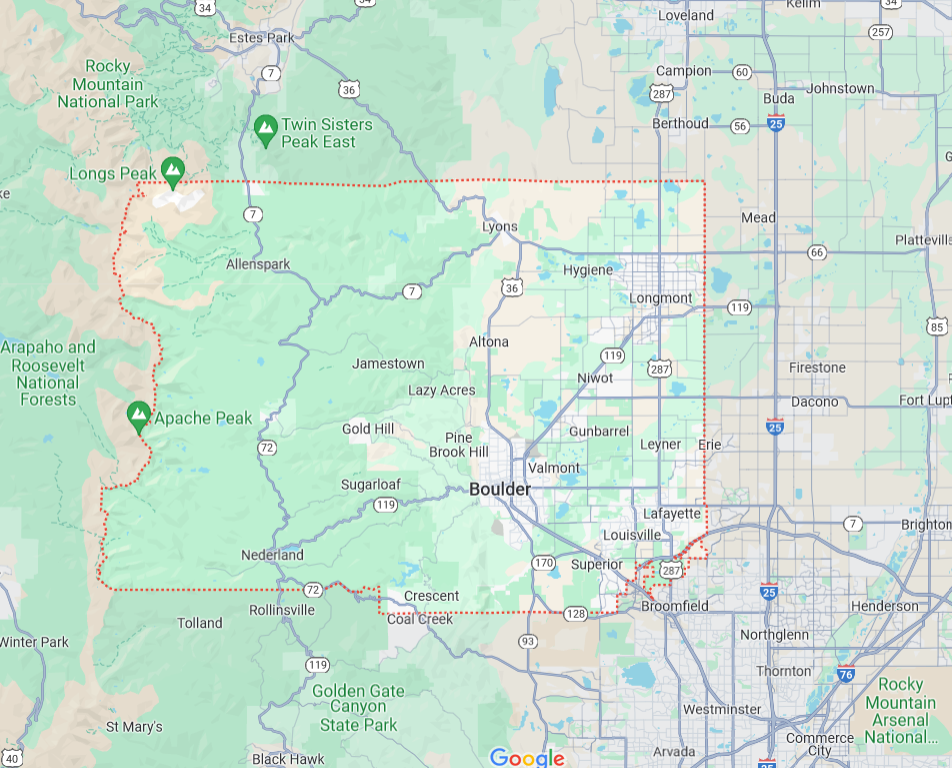 34
34
34
Kelim
Loveland
Estes Park
257
7
Rocky
Mountain
National Park
Campion
60
36
287
Buda
Johnstown
Twin Sisters
Peak East
Berthoud
56
25
Longs Peak
7
Mead
Lyons
Platteville
66
Allenspark
Hygiene
7
36
Longmont
119
85
Altona
Arapaho and
Roosevelt
National
Forests
119
Jamestown
287
Firestone
Niwot
Lazy Acres
Dacono
Fort Lupt
Apache Peak
25
Gold Hill
Gunbarrel
Pine
Brook Hill
Leyner
Erie
72
Valmont
Sugarloaf
Boulder
119
Lafayette
7
Brighton
Louisville
Nederland
170
Superior
287
72
25
Crescent
Rollinsville
Broomfield
Henderson
128
Coal Creek
Tolland
Winter Park
93
Northglenn
119
Thornton
76
Golden Gate
Canyon
State Park
Rocky
Mountain
Arsenal
National...
Westminster
St Mary's
Commerce
City
40
Black Hawk
Google
Arvada
25